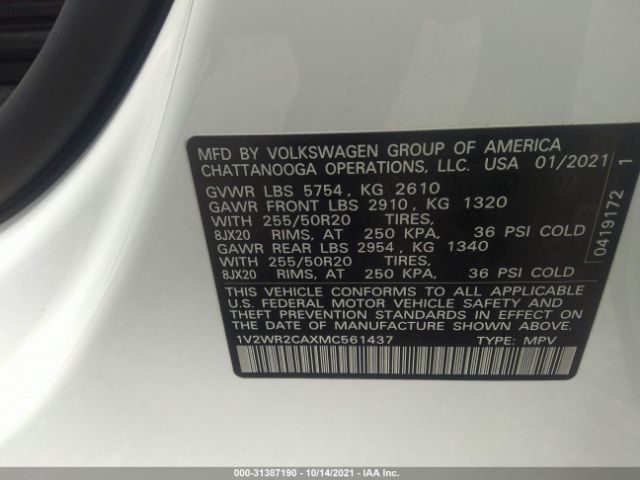 MFD BY VOLKSWAGEN GROUP OF AMERICA
CHATTANOOGA OPERATIONS, LLC. USA 01/2021
GVWR LBS 5754, KG 2610
GAWR FRONT LBS 2910, KG 1320
WITH 255/50R20 TIRES,
8JX20 RIMS, AT 250 KPA, 36 PSI COLD
GAWR REAR LBS 2954, KG 1340
WITH 255/50R20 TIRES,
8JX20 RIMS, AT 250 KPA, 36 PSI COLD
THIS VEHICLE CONFORMS TO ALL APPLICABLE
U.S. FEDERAL MOTOR VEHICLE SAFETY AND
THEFT PREVENTION STANDARDS IN EFFECT ON
THE DATE OF MANUFACTURE SHOWN ABOVE.
1V2WR2CAXMC561437 TYPE: MPV
0419172 1
000-31387190 - 10/14/2021 - IAA Inc.